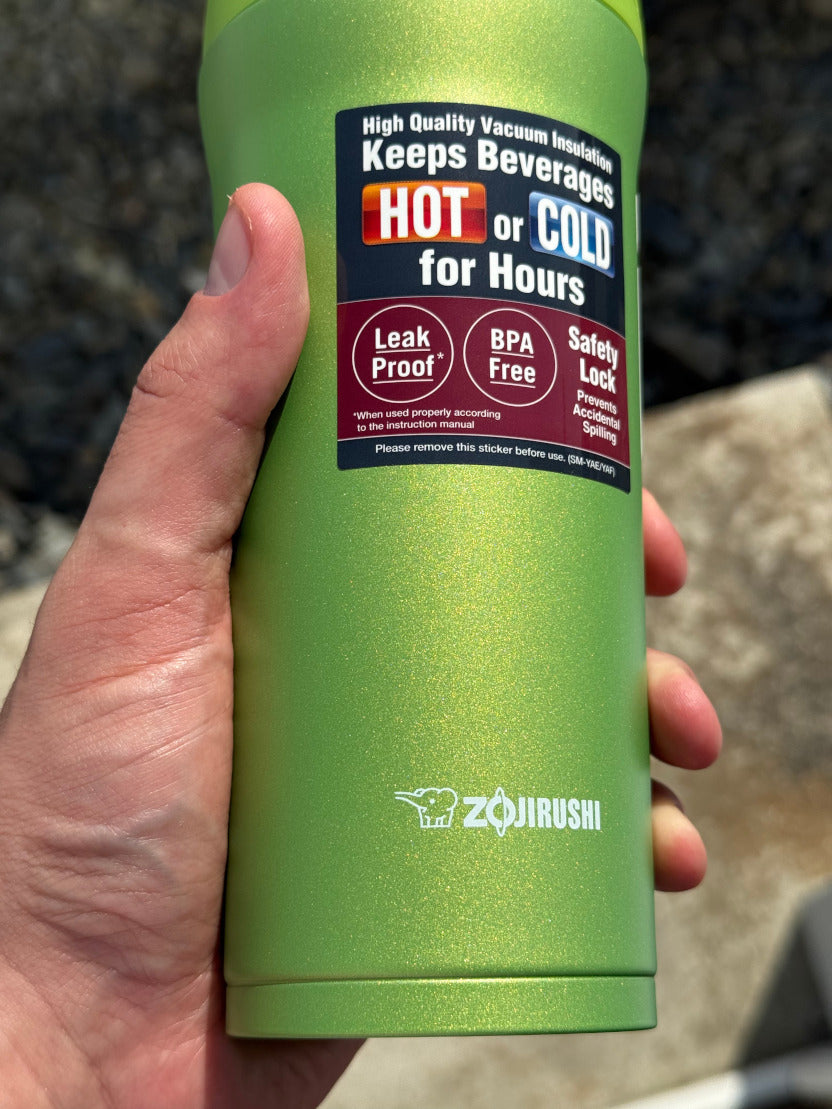 High Quality Vacuum Insulation
Keeps Beverages
HOT or COLD
for Hours
Leak
Proof*
BPA
Free
Safety
Lock
Prevents
Accidental
Spilling
*When used properly according
to the instruction manual
Please remove this sticker before use. (SM-YAE/YAF)
ZOJIRUSHI